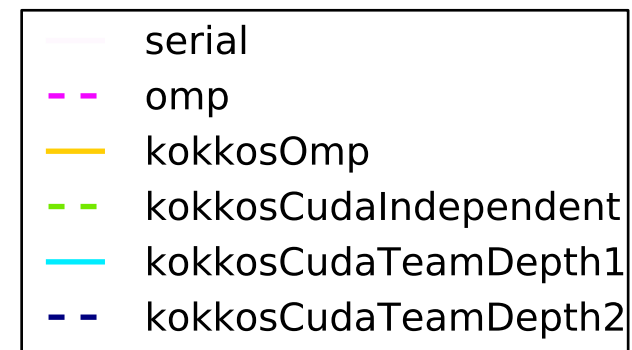 serial
omp
kokkosOmp
kokkosCudaIndependent
kokkosCudaTeamDepth1
kokkosCudaTeamDepth2